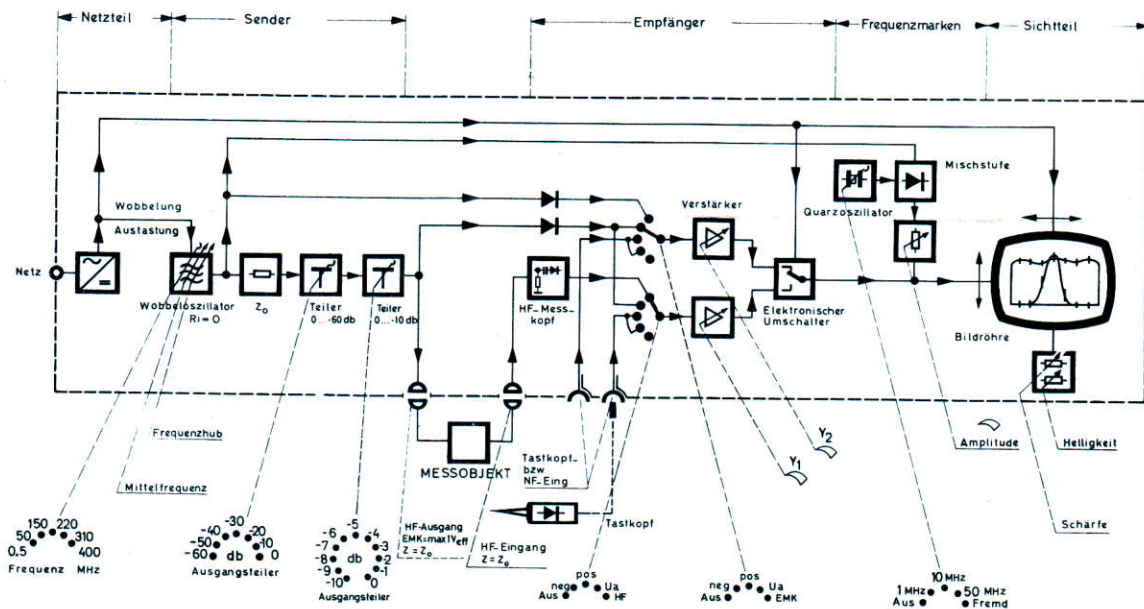 Netzteil Sender Empfänger Frequenzmarken Sichtteil
Wobbelung
Austastung
Netz
Wobbeloszillator
Ri = 0
Zo
Teiler
0... -60 db
Teiler
0... -10 db
HF-Mess-
kopf
Verstärker
Elektronischer
Umschalter
Quarzoszillator
Mischstufe
Bildröhre
Frequenzhub
Mittelfrequenz
MESSOBJEKT
Tastkopf-
bzw
NF-Eing
Tastkopf
Y2
Y1
Amplitude
Helligkeit
Schärfe
HF-Ausgang
EMK=max1Veff
Z = Zo
HF-Eingang
Z = Zo
0,5 50 150 220 310 400
Frequenz MHz
-60 -50 -40 -30 -20 -10 0
db
Ausgangsteiler
-10 -9 -8 -7 -6 -5 -4 -3 -2 -1 0
db
Ausgangsteiler
Aus neg pos Ua HF
Aus neg pos Ua EMK
Aus 1 MHz 10 MHz 50 MHz Fremd